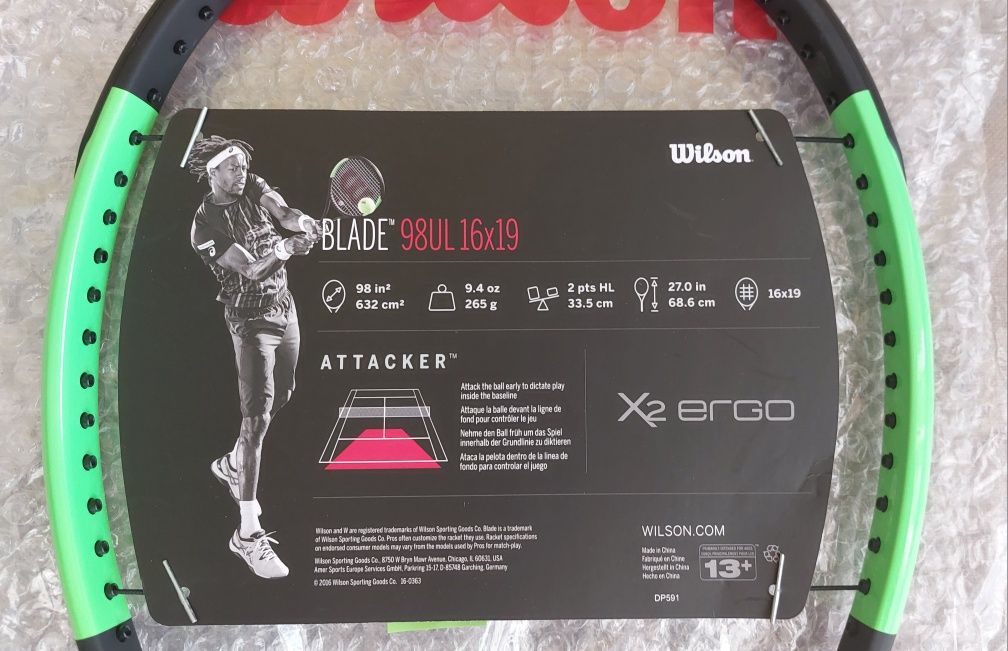 Wilson
Wilson
BLADE™ 98UL 16x19
98 in²
632 cm²
9.4 oz
265 g
2 pts HL
33.5 cm
27.0 in
68.6 cm
16x19
ATTACKER™
Attack the ball early to dictate play
inside the baseline
Attaque la balle devant la ligne de
fond pour contrôler le jeu
Nehme den Ball früh um das Spiel
innerhalb der Grundlinie zu diktieren
Ataca la pelota dentro de la linea de
fondo para controlar el juego
X2 ergo
Wilson and W are registered trademarks of Wilson Sporting Goods Co. Blade is a trademark
of Wilson Sporting Goods Co. Pros often customize the racket they use. Racket specifications
on endorsed consumer models may vary from the models used by Pros for match-play.
Wilson Sporting Goods Co., 8750 W Bryn Mawr Avenue, Chicago, IL 60631, USA
Amer Sports Europe Services GmbH, Parkring 15-17, D-85748 Garching, Germany
© 2016 Wilson Sporting Goods Co. 16-0363
WILSON.COM
Made in China
Fabriqué en Chine
Hergestellt in China
Hecho en China
13+
DP591